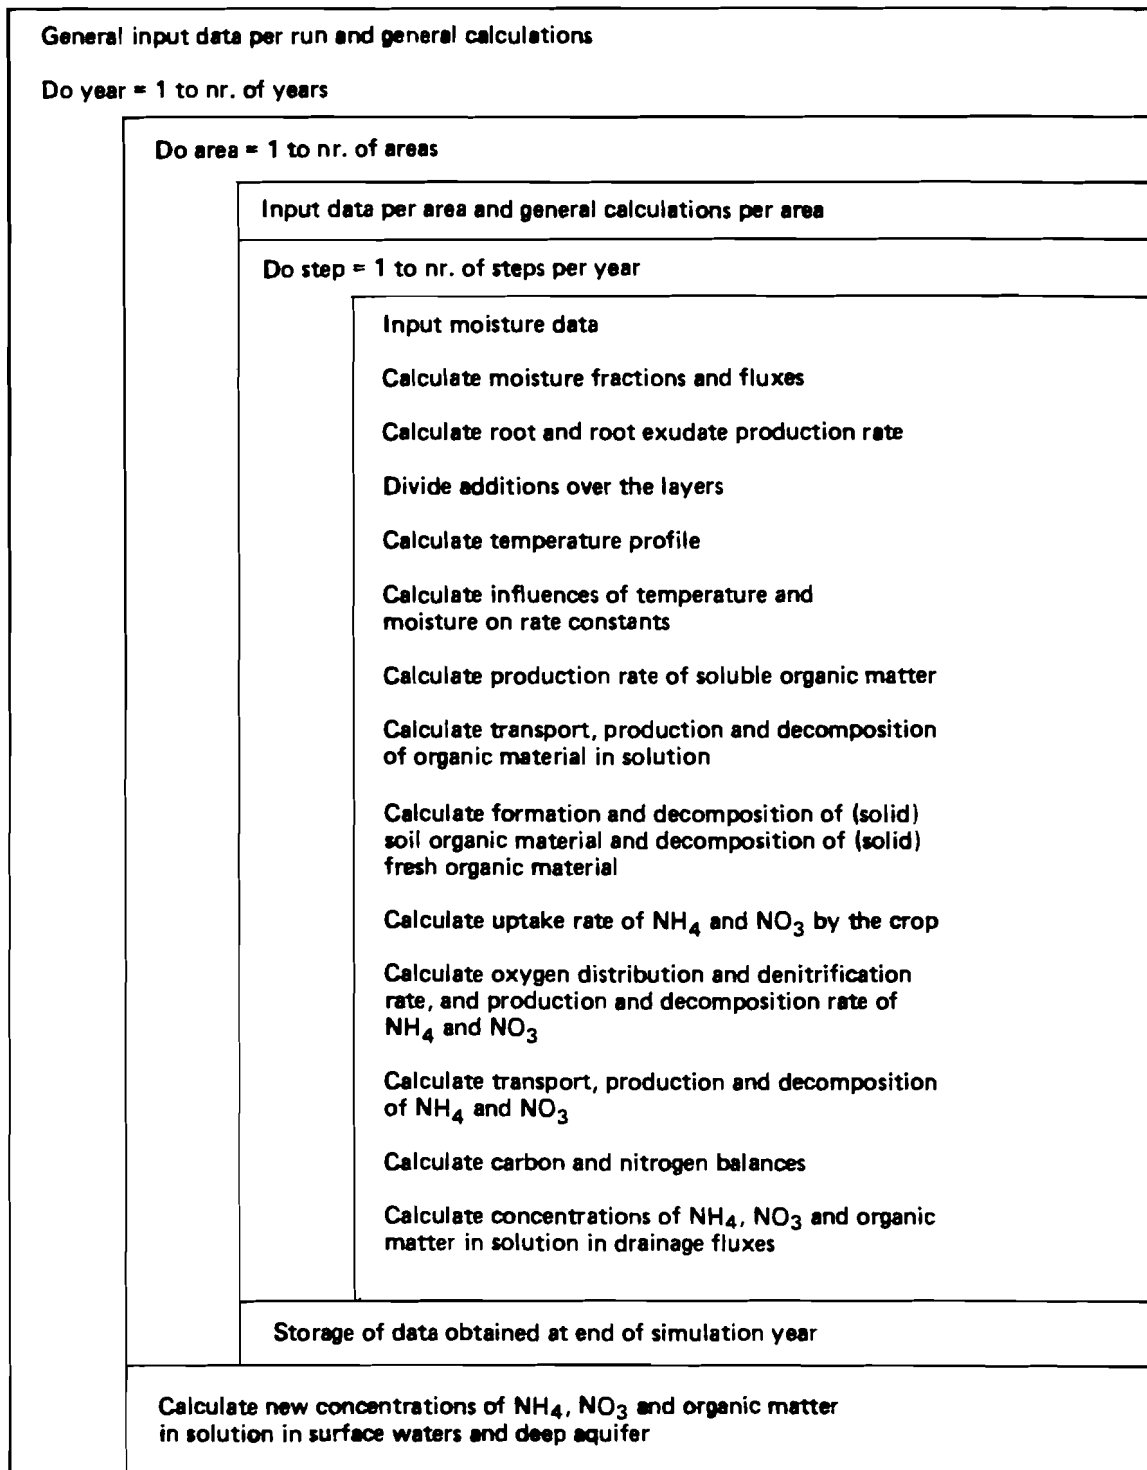 General input data per run and general calculations
Do year = 1 to nr. of years
Do area = 1 to nr. of areas
Input data per area and general calculations per area
Do step = 1 to nr. of steps per year
Input moisture data
Calculate moisture fractions and fluxes
Calculate root and root exudate production rate
Divide additions over the layers
Calculate temperature profile
Calculate influences of temperature and
moisture on rate constants
Calculate production rate of soluble organic matter
Calculate transport, production and decomposition
of organic material in solution
Calculate formation and decomposition of (solid)
soil organic material and decomposition of (solid)
fresh organic material
Calculate uptake rate of NH₄ and NO₃ by the crop
Calculate oxygen distribution and denitrification
rate, and production and decomposition rate of
NH₄ and NO₃
Calculate transport, production and decomposition
of NH₄ and NO₃
Calculate carbon and nitrogen balances
Calculate concentrations of NH₄, NO₃ and organic
matter in solution in drainage fluxes
Storage of data obtained at end of simulation year
Calculate new concentrations of NH₄, NO₃ and organic matter
in solution in surface waters and deep aquifer